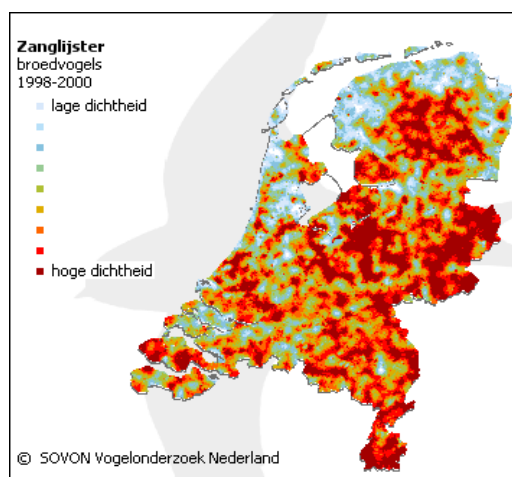 Zanglijster
broedvogels
1998-2000
lage dichtheid
hoge dichtheid
© SOVON Vogelonderzoek Nederland